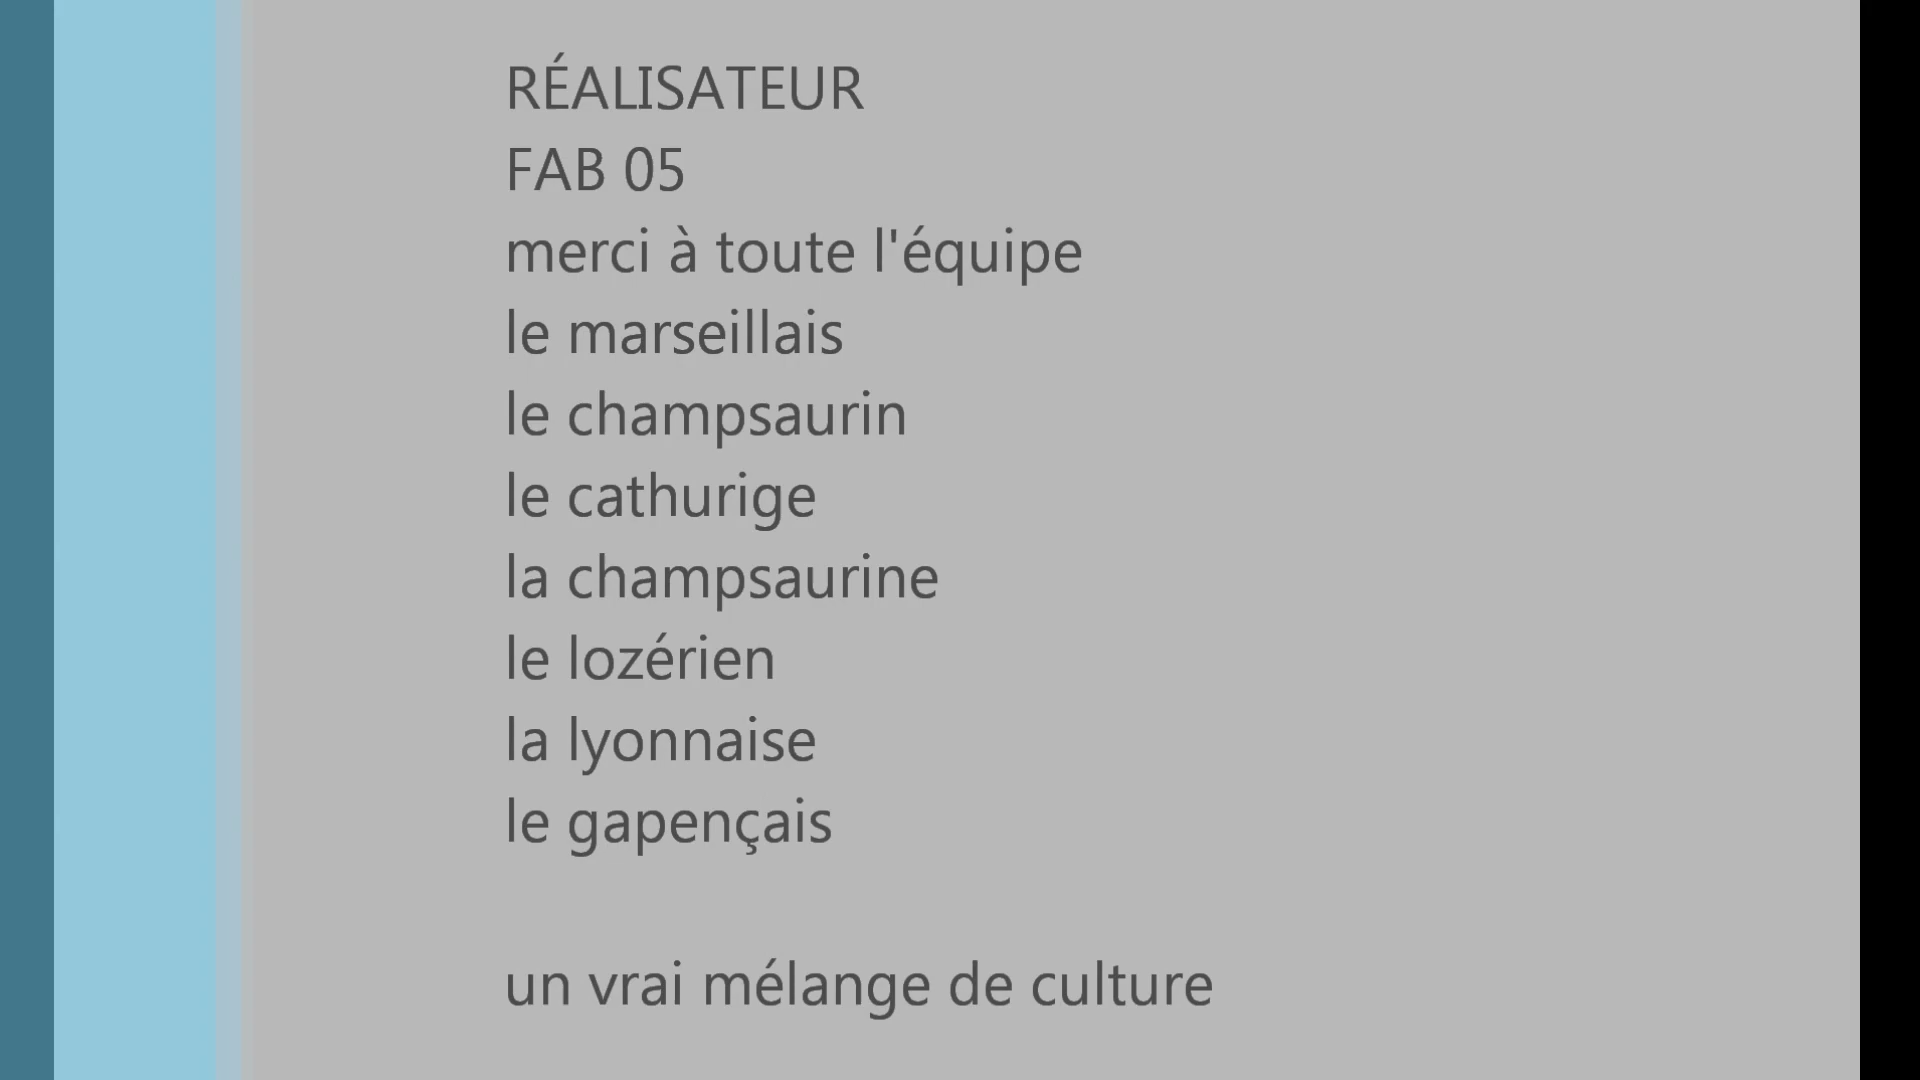 RÉALISATEUR
FAB 05
merci à toute l'équipe
le marseillais
le champsaurin
le cathurige
la champsaurine
le lozérien
la lyonnaise
le gapençais
un vrai mélange de culture